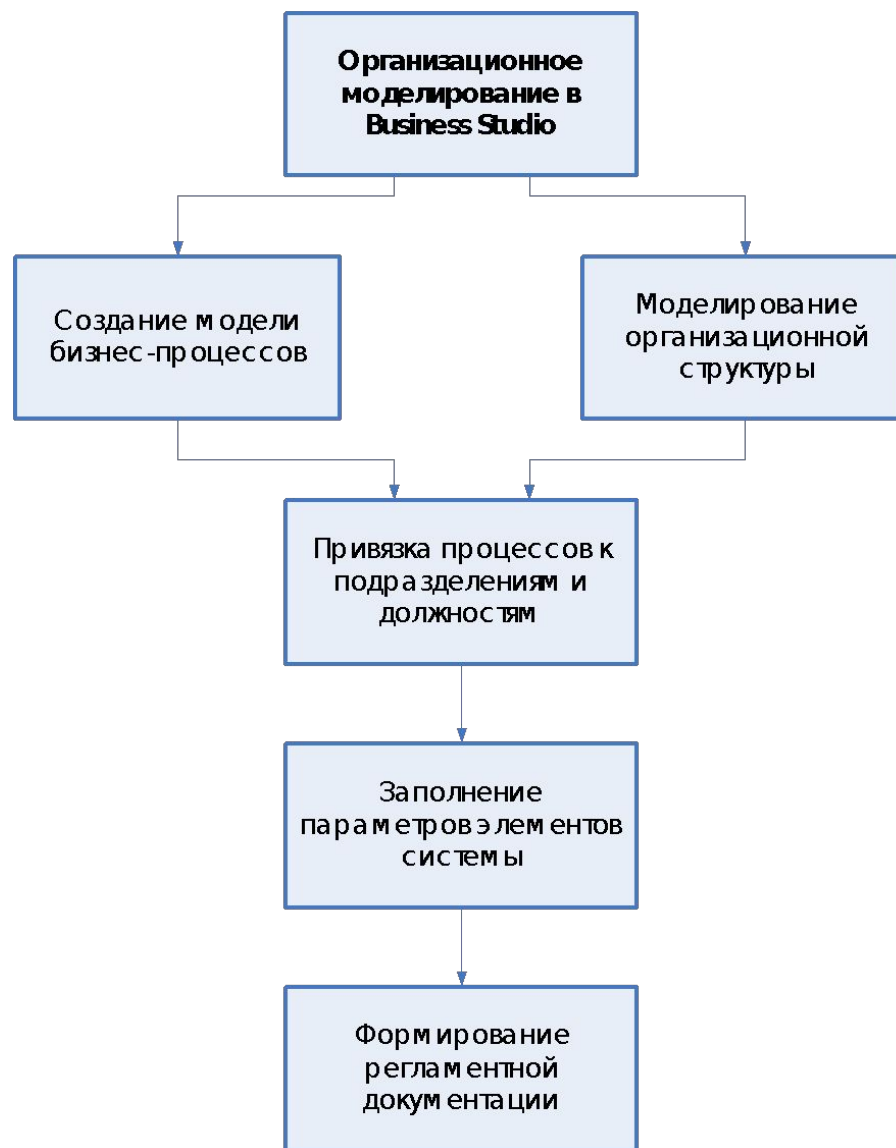 Организационное
моделирование в
Business Studio
Создание модели
бизнес-процессов
Моделирование
организационной
структуры
Привязка процессов к
подразделениям и
должностям
Заполнение
параметров элементов
системы
Формирование
регламентной
документации